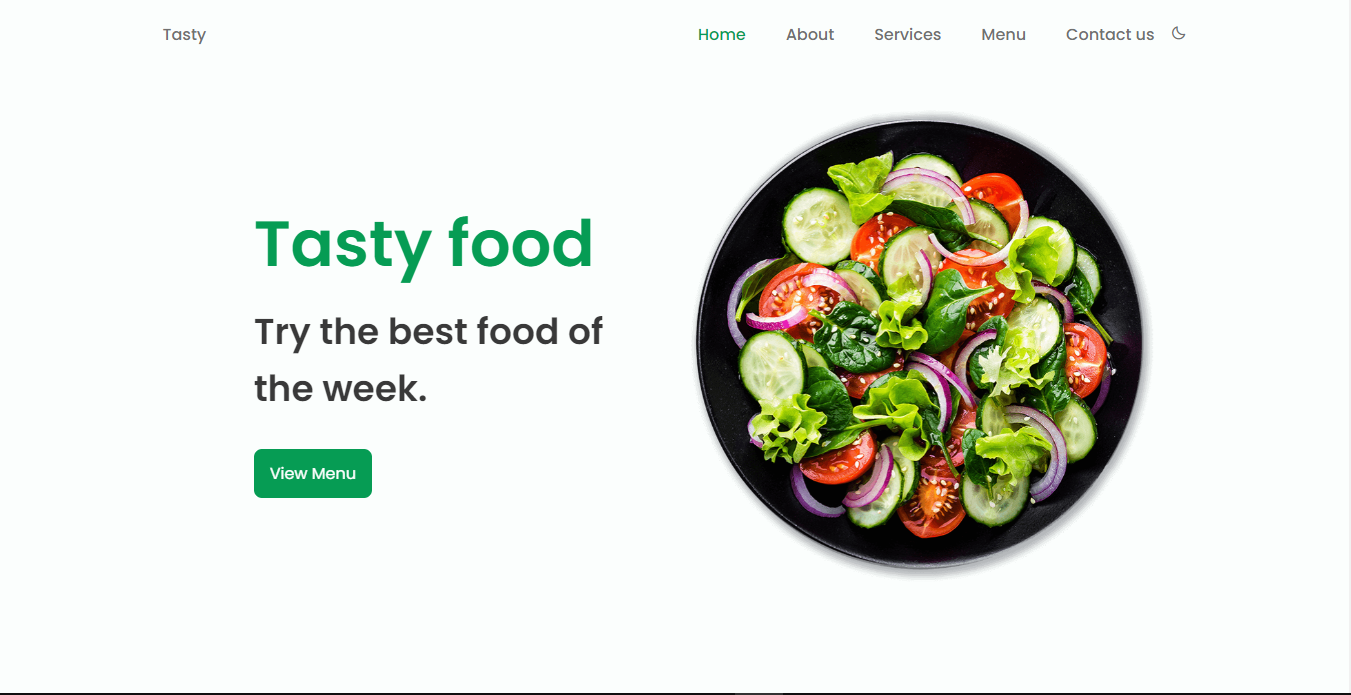 Tasty
Home About Services Menu Contact us
Tasty food
Try the best food of
the week.
View Menu